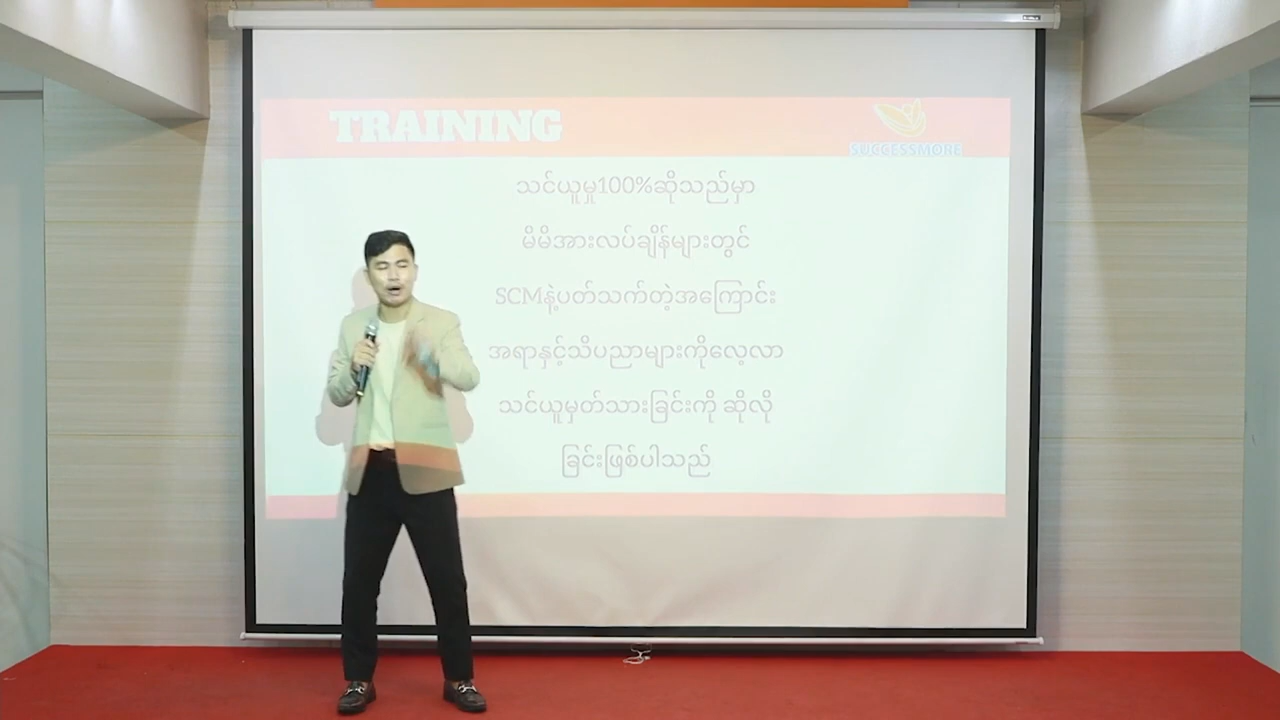 TRAINING
SUCCESSMORE
သင်ယူမှု100%ဆိုသည်မှာ
မိမိအားလပ်ချိန်များတွင်
SCMနဲ့ပတ်သက်တဲ့အကြောင်း
အရာနှင့်သိပညာများကိုလေ့လာ
သင်ယူမှတ်သားခြင်းကို ဆိုလို
ခြင်းဖြစ်ပါသည်